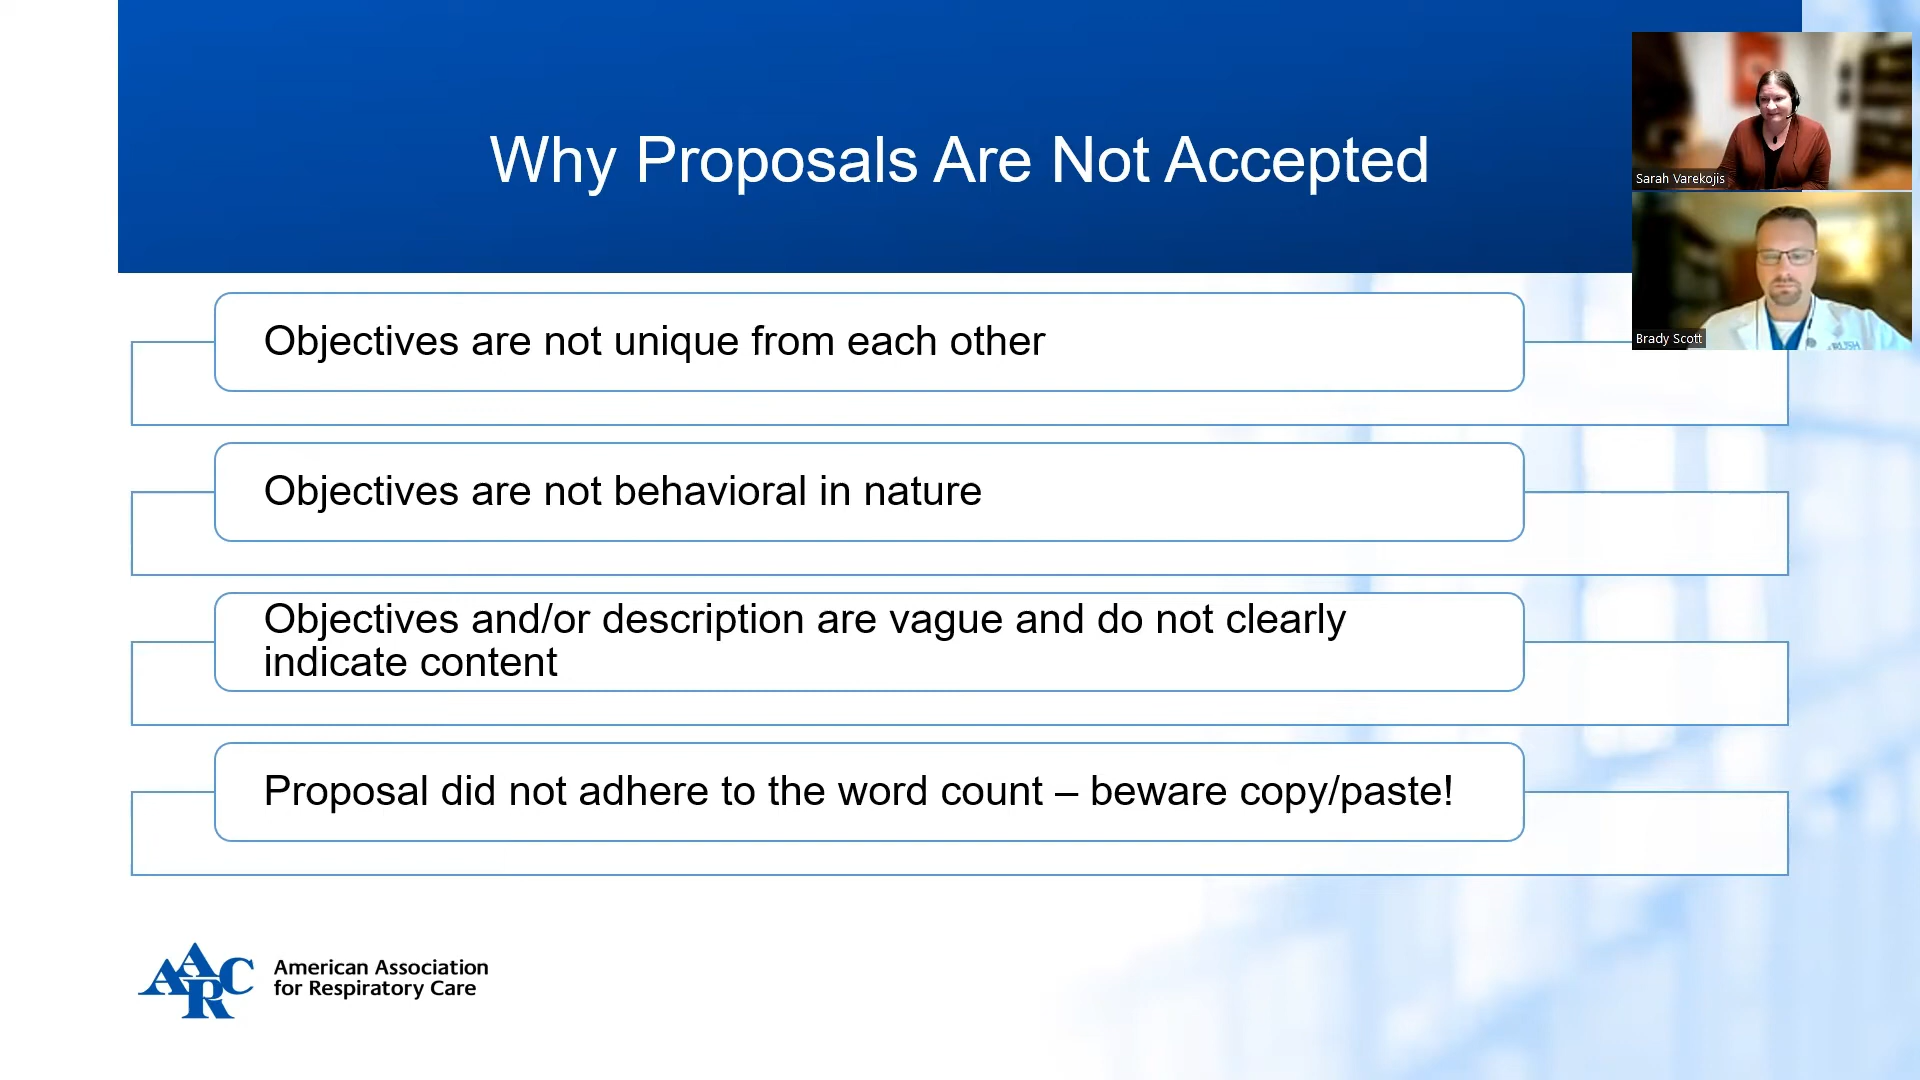 Why Proposals Are Not Accepted
Sarah Varekojis
Brady Scott
Objectives are not unique from each other
Objectives are not behavioral in nature
Objectives and/or description are vague and do not clearly
indicate content
Proposal did not adhere to the word count – beware copy/paste!
AARC
American Association
for Respiratory Care